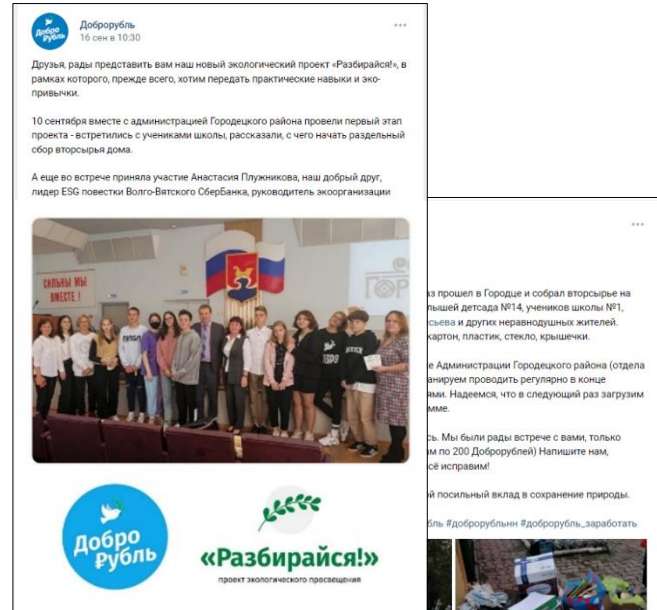 Доброрубль
16 сен в 10:30
Друзья, рады представить вам наш новый экологический проект «Разбирайся!», в
рамках которого, прежде всего, хотим передать практические навыки и эко-
привычки.
10 сентября вместе с администрацией Городецкого района провели первый этап
проекта - встретились с учениками школы, рассказали, с чего начать раздельный
сбор вторсырья дома.
А еще во встрече приняла участие Анастасия Плужникова, наш добрый друг,
лидер ESG повестки Волго-Вятского СберБанка, руководитель экоорганизации
СИЛЬНЫ МЫ
ВМЕСТЕ !
ГОРОД
Добро
Рубль
«Разбирайся!»
проект экологического просвещения
аз прошел в Городце и собрал вторсырье на
лышей детсада №14, учеников школы №1,
сьева и других неравнодушных жителей.
картон, пластик, стекло, крышечки.
е Администрации Городецкого района (отдела
анируем проводить регулярно в конце
ями. Надеемся, что в следующий раз загрузим
мме.
сь. Мы были рады встрече с вами, только
ам по 200 Доброрублей) Напишите нам,
сё исправим!
й посильный вклад в сохранение природы.
бль #доброрубльнн #доброрубль_заработать